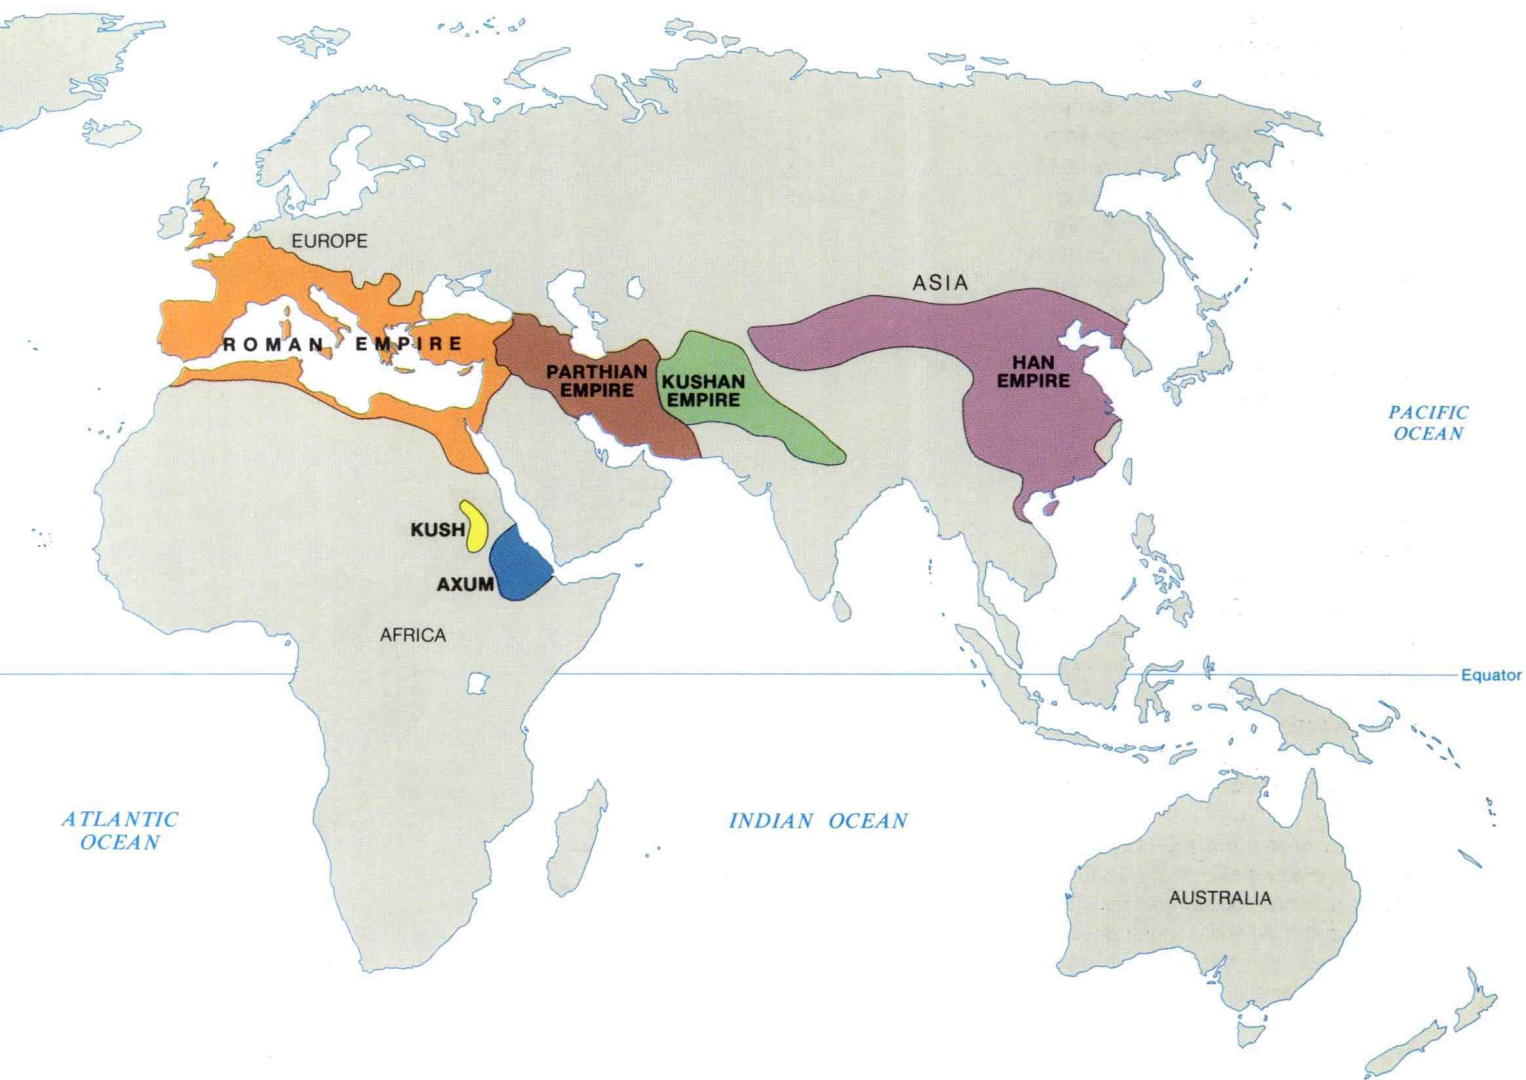 EUROPE
ASIA
ROMAN EMPIRE
PARTHIAN
EMPIRE
KUSHAN
EMPIRE
HAN
EMPIRE
PACIFIC
OCEAN
KUSH
AXUM
AFRICA
Equator
ATLANTIC
OCEAN
INDIAN OCEAN
AUSTRALIA